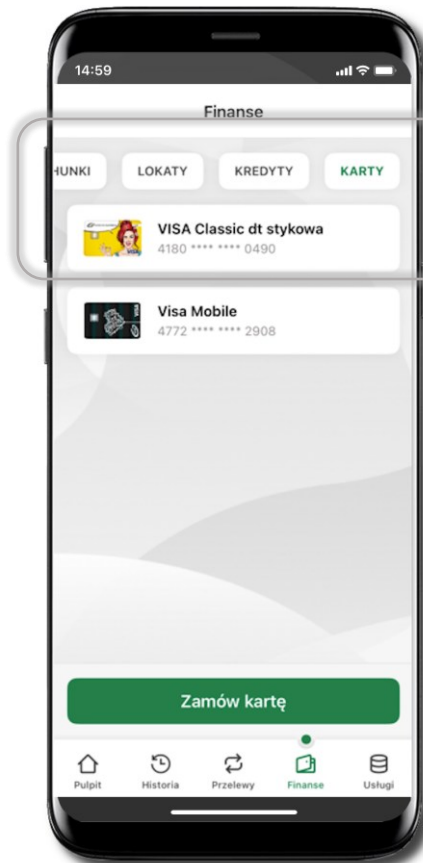 14:59
Finanse
HUNKI LOKATY KREDYTY KARTY
VISA Classic dt stykowa
4180 **** **** 0490
Visa Mobile
4772 **** **** 2908
Zamów kartę
Pulpit Historia Przelewy Finanse Usługi